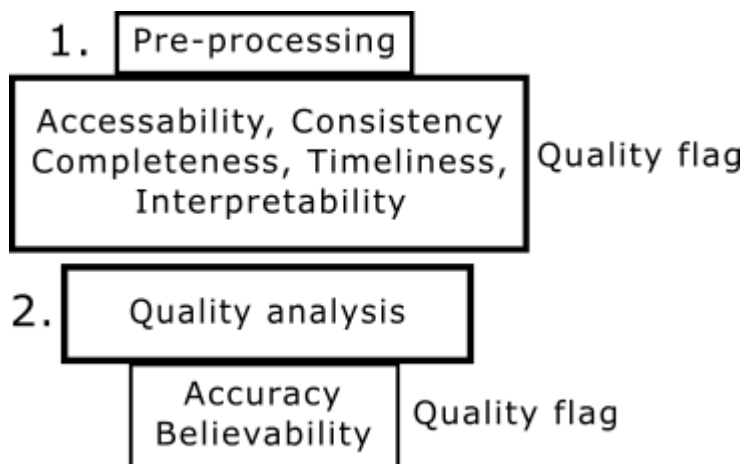 1. Pre-processing
Accessability, Consistency
Completeness, Timeliness,
Interpretability
Quality flag
2. Quality analysis
Accuracy
Believability
Quality flag